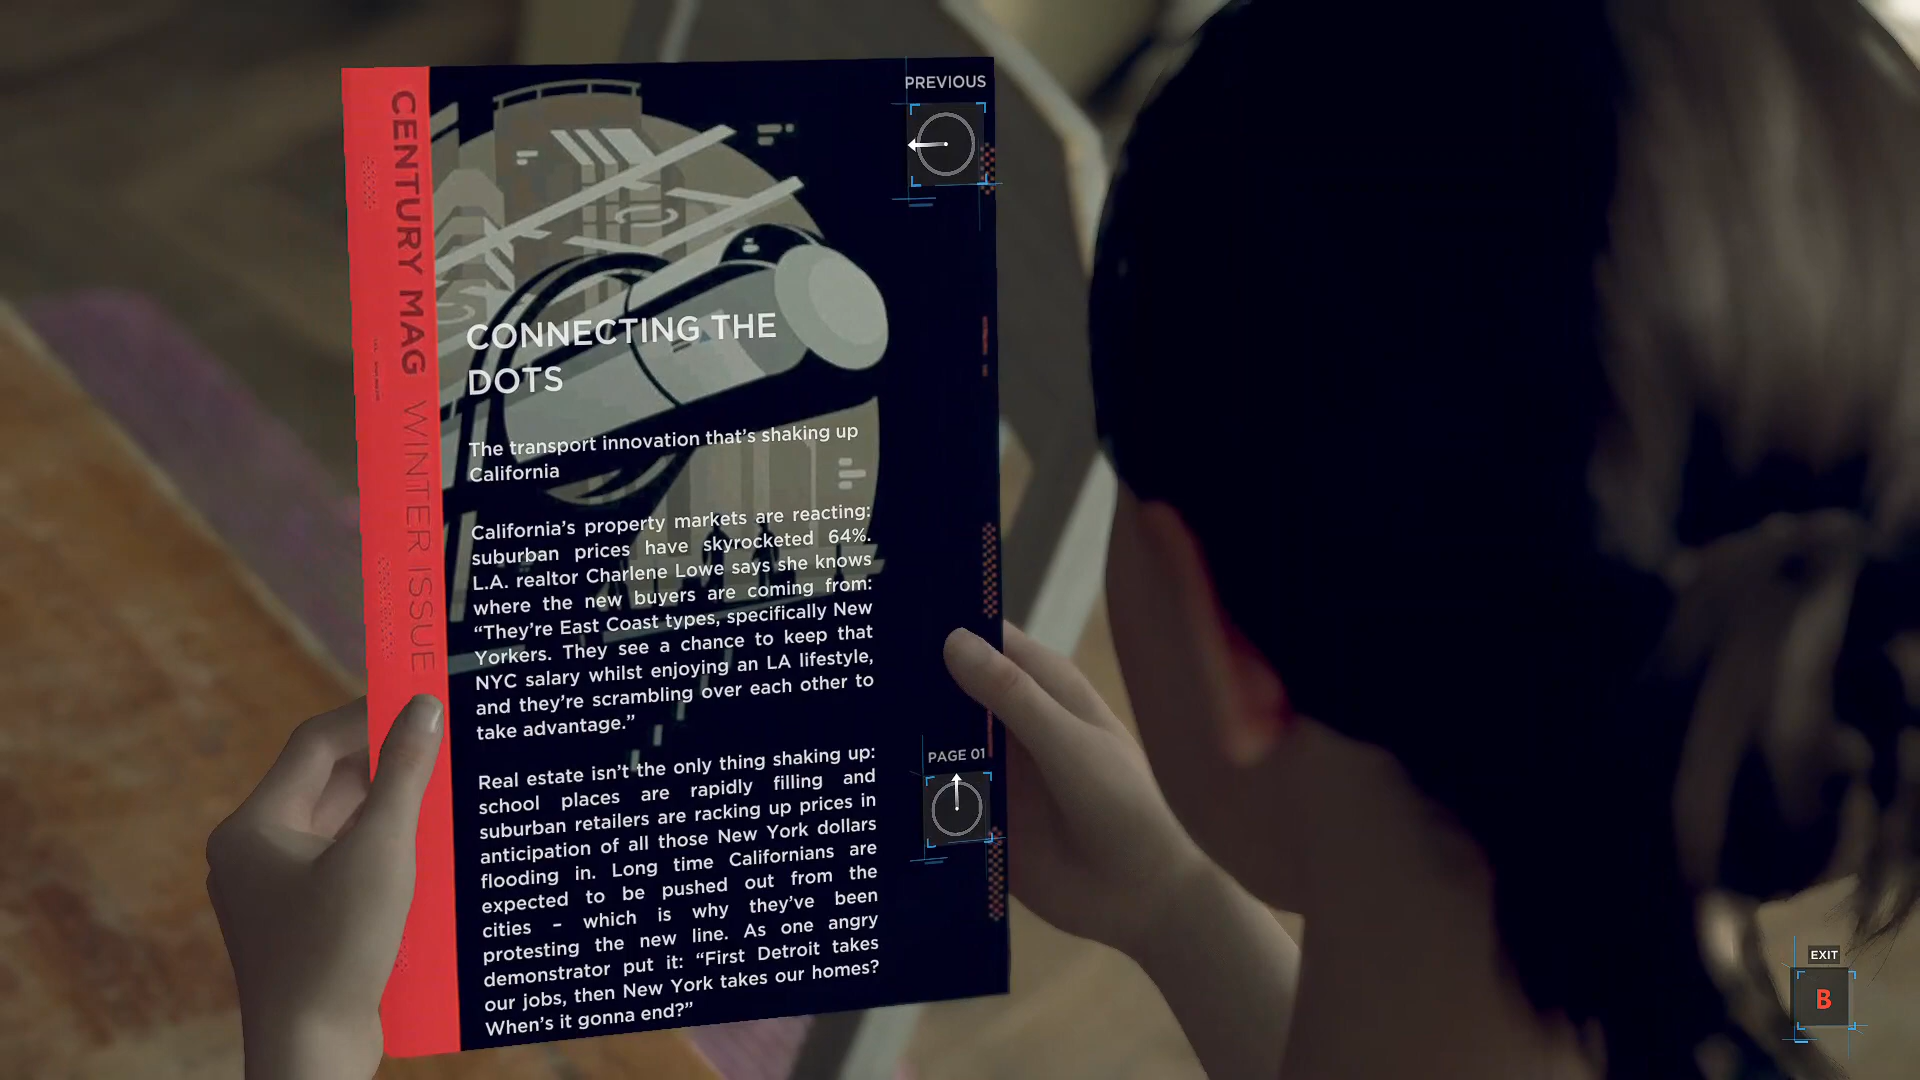 CENTURY MAG WINTER ISSUE
PREVIOUS
CONNECTING THE
DOTS
The transport innovation that's shaking up
California
California's property markets are reacting:
suburban prices have skyrocketed 64%.
L.A. realtor Charlene Lowe says she knows
where the new buyers are coming from:
“They're East Coast types, specifically New
Yorkers. They see a chance to keep that
NYC salary whilst enjoying an LA lifestyle,
and they're scrambling over each other to
take advantage.”
Real estate isn't the only thing shaking up:
school places are rapidly filling and
suburban retailers are racking up prices in
anticipation of all those New York dollars
flooding in. Long time Californians are
expected to be pushed out from the
cities – which is why they've been
protesting the new line. As one angry
demonstrator put it: “First Detroit takes
our jobs, then New York takes our homes?
When's it gonna end?”
PAGE 01
EXIT
B